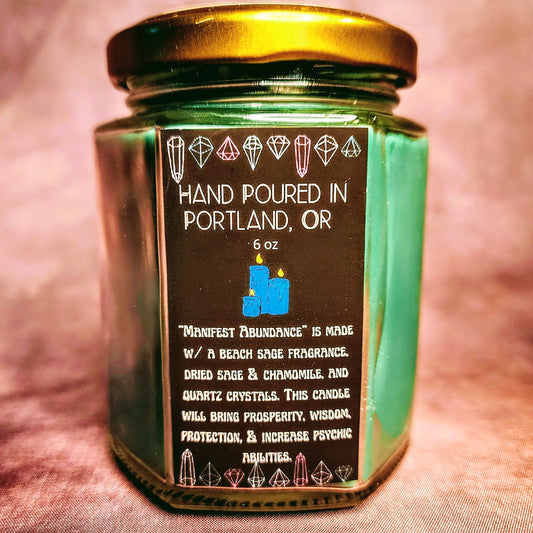 Hand Poured in
Portland, Or
6 oz
"Manifest Abundance" is made
w/ a beach sage fragrance,
dried sage & chamomile, and
quartz crystals. This candle
will bring prosperity, wisdom,
protection, & increase psychic
abilities.